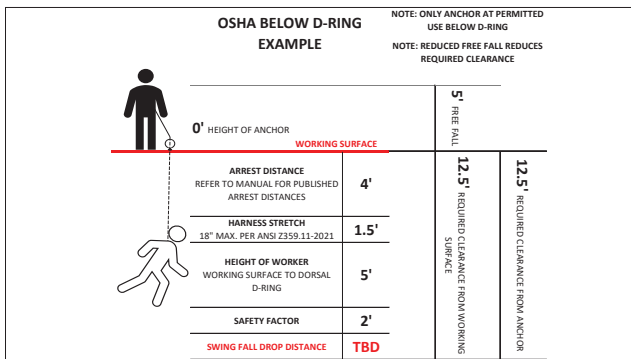 OSHA BELOW D-RING
EXAMPLE
NOTE: ONLY ANCHOR AT PERMITTED
USE BELOW D-RING
NOTE: REDUCED FREE FALL REDUCES
REQUIRED CLEARANCE
0' HEIGHT OF ANCHOR
WORKING SURFACE
5' FREE FALL
ARREST DISTANCE
REFER TO MANUAL FOR PUBLISHED
ARREST DISTANCES
4'
HARNESS STRETCH
18" MAX. PER ANSI Z359.11-2021
1.5'
HEIGHT OF WORKER
WORKING SURFACE TO DORSAL
D-RING
5'
SAFETY FACTOR
2'
SWING FALL DROP DISTANCE
TBD
12.5' REQUIRED CLEARANCE FROM WORKING
SURFACE
12.5' REQUIRED CLEARANCE FROM ANCHOR